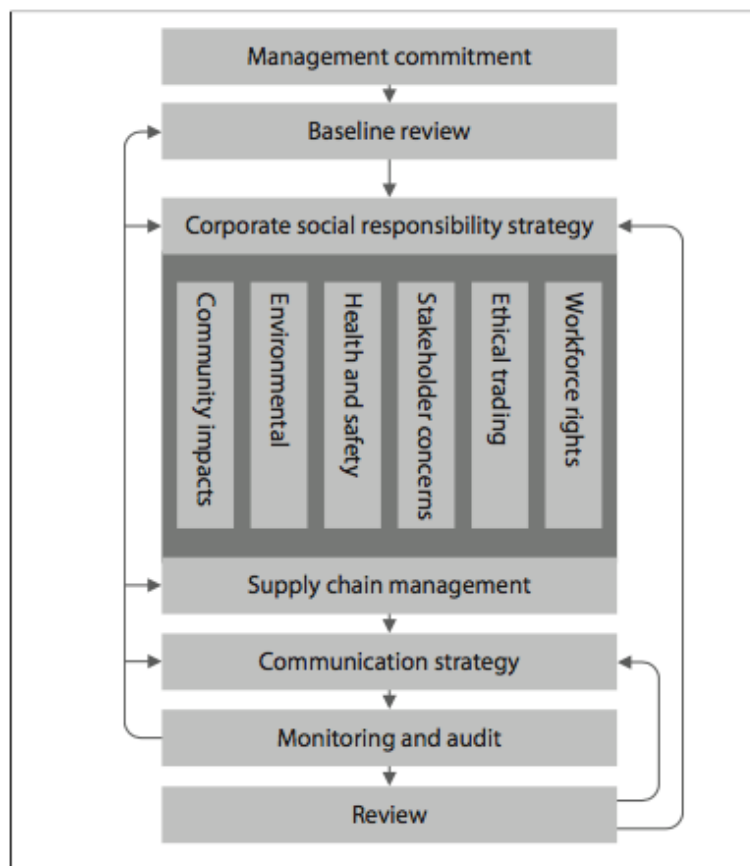 Management commitment
Baseline review
Corporate social responsibility strategy
Community impacts
Environmental
Health and safety
Stakeholder concerns
Ethical trading
Workforce rights
Supply chain management
Communication strategy
Monitoring and audit
Review